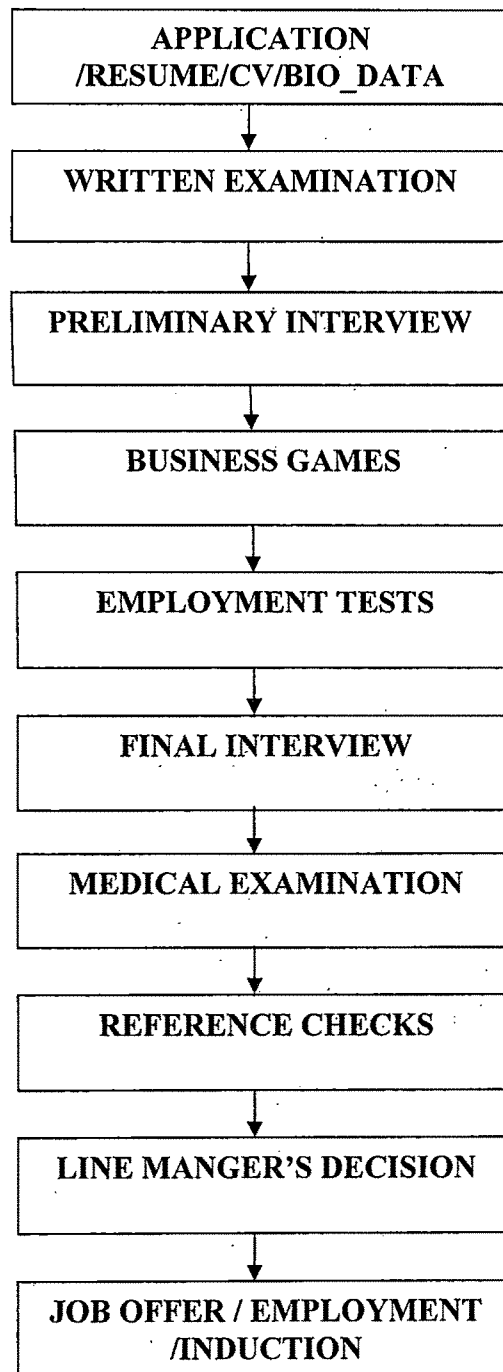 APPLICATION
/RESUME/CV/BIO_DATA
WRITTEN EXAMINATION
PRELIMINARY INTERVIEW
BUSINESS GAMES
EMPLOYMENT TESTS
FINAL INTERVIEW
MEDICAL EXAMINATION
REFERENCE CHECKS
LINE MANGER'S DECISION
JOB OFFER / EMPLOYMENT
/INDUCTION